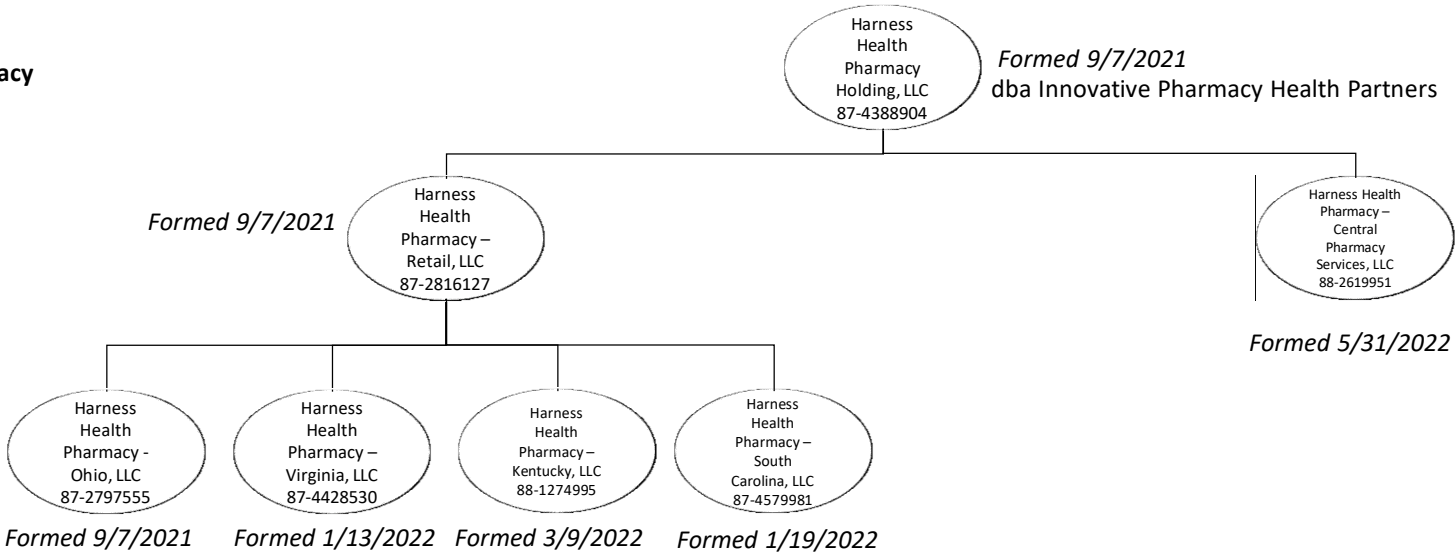 acy
Harness
Health
Pharmacy
Holding, LLC
87-4388904
Formed 9/7/2021
dba Innovative Pharmacy Health Partners
Formed 9/7/2021
Harness
Health
Pharmacy –
Retail, LLC
87-2816127
Harness Health
Pharmacy –
Central
Pharmacy
Services, LLC
88-2619951
Formed 5/31/2022
Harness
Health
Pharmacy -
Ohio, LLC
87-2797555
Harness
Health
Pharmacy –
Virginia, LLC
87-4428530
Harness
Health
Pharmacy –
Kentucky, LLC
88-1274995
Harness
Health
Pharmacy –
South
Carolina, LLC
87-4579981
Formed 9/7/2021
Formed 1/13/2022
Formed 3/9/2022
Formed 1/19/2022